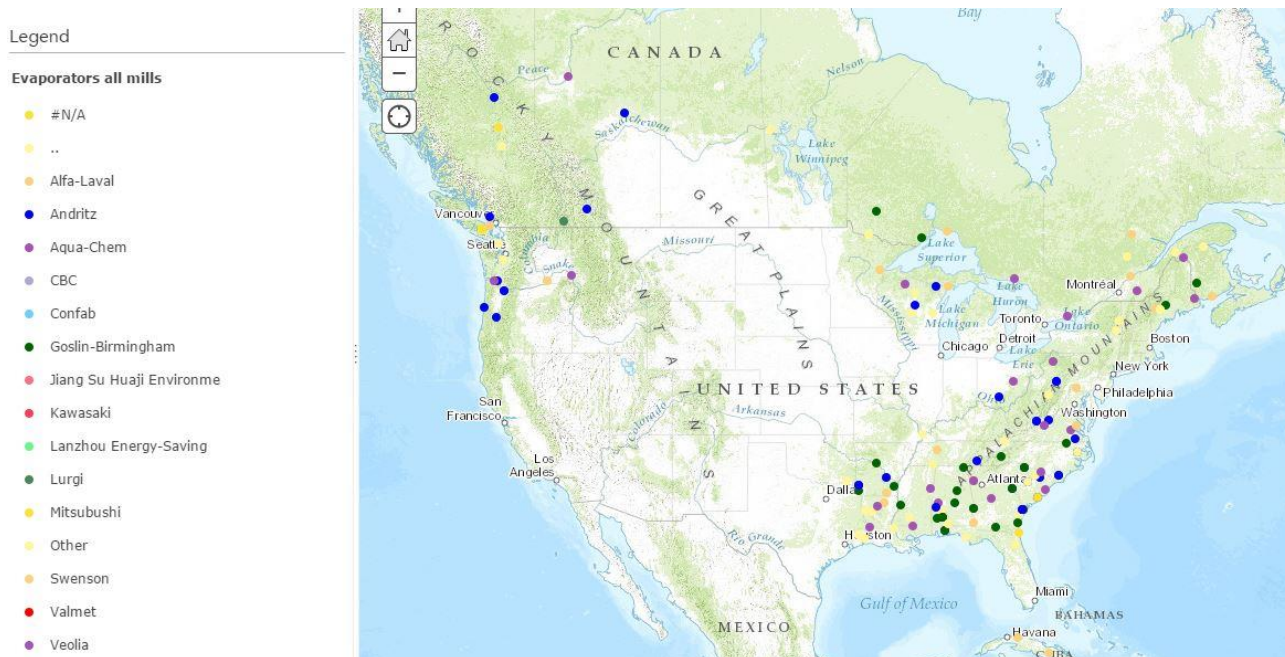 Legend
Evaporators all mills
#N/A
..
Alfa-Laval
Andritz
Aqua-Chem
CBC
Confab
Goslin-Birmingham
Jiang Su Huaji Environme
Kawasaki
Lanzhou Energy-Saving
Lurgi
Mitsubushi
Other
Swenson
Valmet
Veolia
+
−
Bay
CANADA
Peace
Nelson
ROCKY MOUNTAINS
Saskatchewan
Lake
Winnipeg
Vancouver
GREAT PLAINS
Columbia
Missouri
Lake
Superior
Snake
Montréal
Lake
Huron
Mississippi
Lake
Michigan
Toronto
Lake
Ontario
Chicago
Detroit
Boston
Lake
Erie
New York
APPALACHIAN MOUNTAINS
UNITED STATES
Philadelphia
Ohio
San
Francisco
Colorado
Arkansas
Washington
Los
Angeles
Atlanta
Rio Grande
Miami
Gulf of Mexico
BAHAMAS
MEXICO
Havana